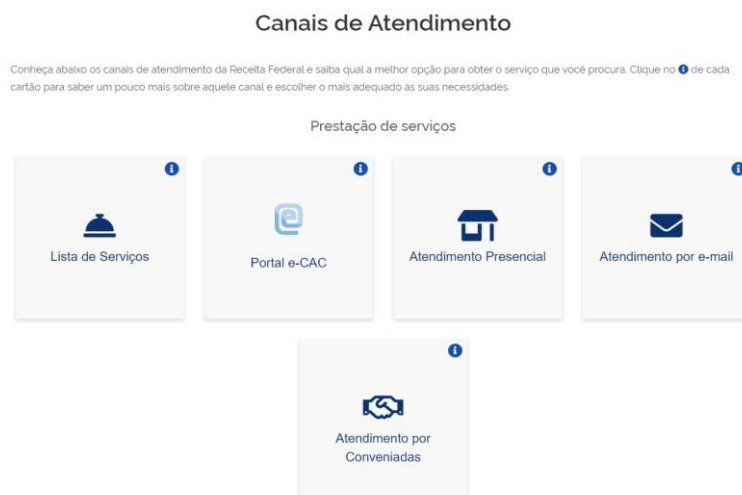 Canais de Atendimento
Conheça abaixo os canais de atendimento da Receita Federal e saiba qual a melhor opção para obter o serviço que você procura. Clique no i de cada
cartão para saber um pouco mais sobre aquele canal e escolher o mais adequado às suas necessidades.
Prestação de serviços
Lista de Serviços
Portal e-CAC
Atendimento Presencial
Atendimento por e-mail
Atendimento por
Conveniadas